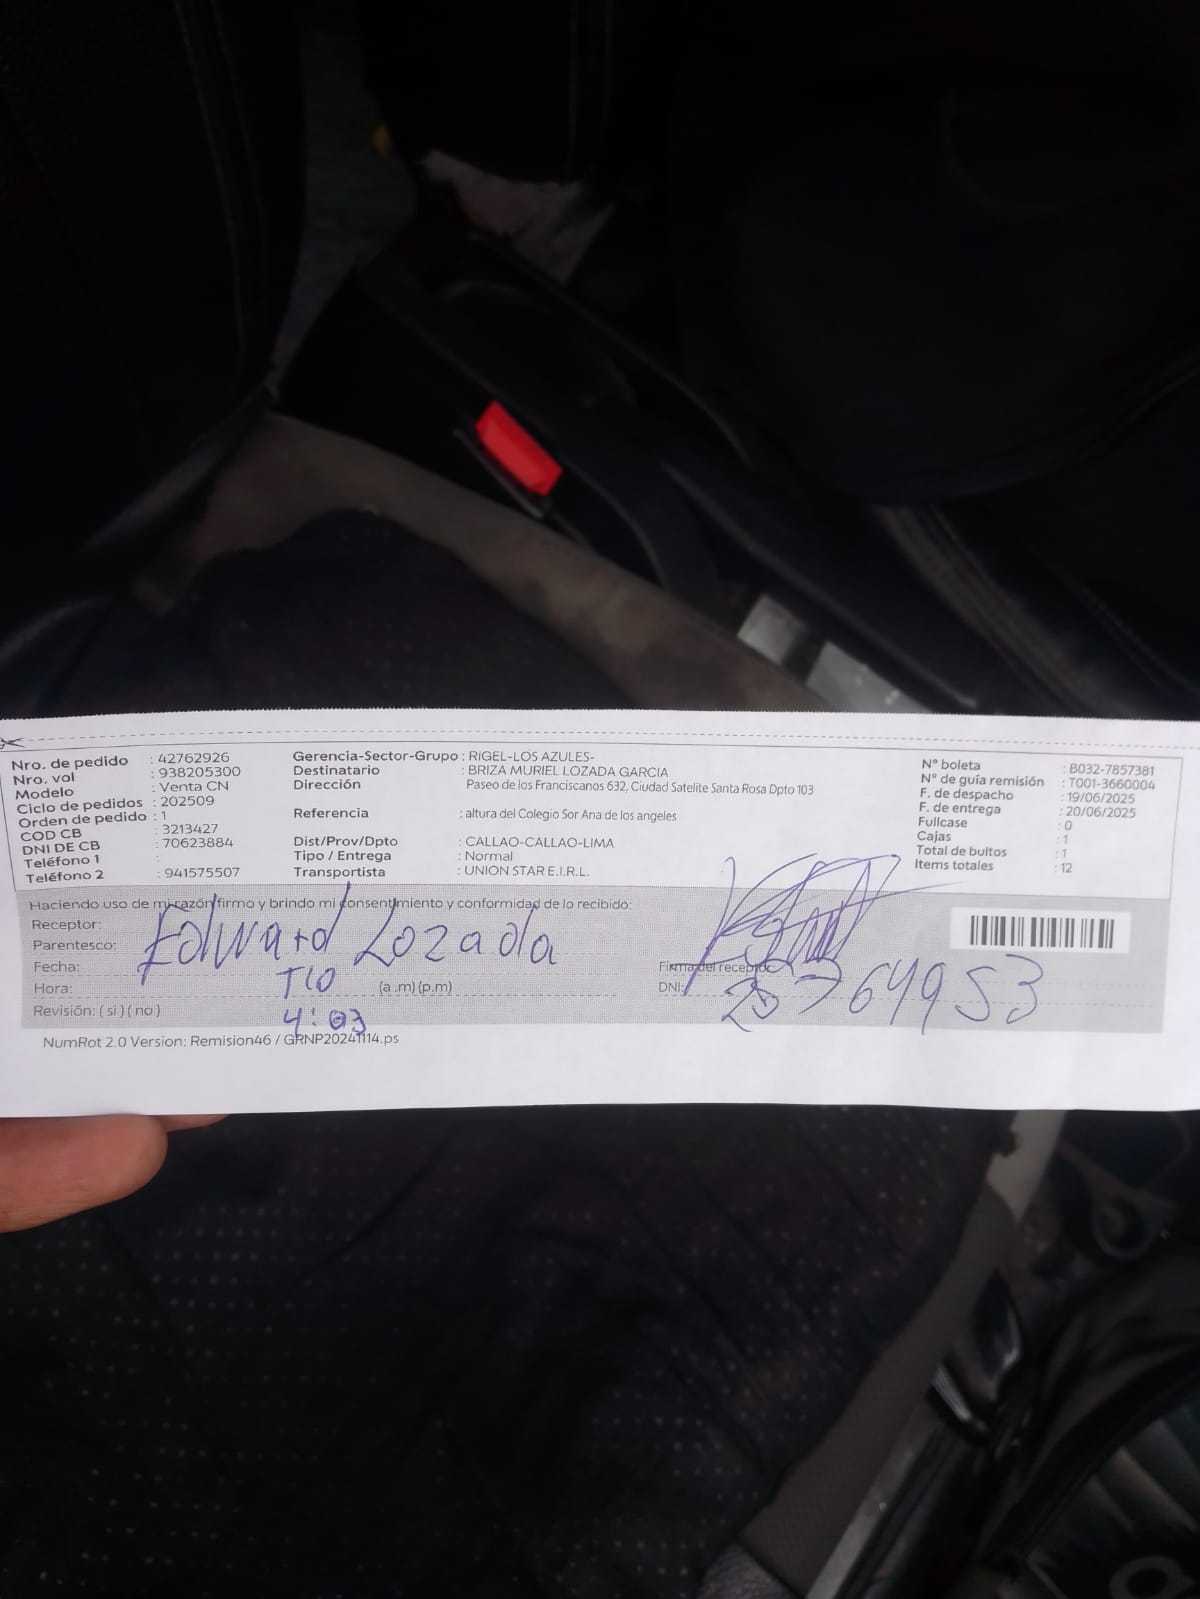 Nro. de pedido : 42762926
Nro. vol : 938205300
Modelo : Venta CN
Ciclo de pedidos : 202509
Orden de pedido : 1
COD CB : 3213427
DNI DE CB : 70623884
Teléfono 1 :
Teléfono 2 : 941575507
Gerencia-Sector-Grupo : RIGEL-LOS AZULES-
Destinatario : BRIZA MURIEL LOZADA GARCIA
Dirección Paseo de los Franciscanos 632, Ciudad Satelite Santa Rosa Dpto 103
Referencia : altura del Colegio Sor Ana de los angeles
Dist/Prov/Dpto : CALLAO-CALLAO-LIMA
Tipo / Entrega : Normal
Transportista : UNION STAR E.I.R.L.
N° boleta : B032-7857381
N° de guía remisión : T001-3660004
F. de despacho : 19/06/2025
F. de entrega : 20/06/2025
Fullcase : 0
Cajas : 1
Total de bultos : 1
Items totales : 12
Haciendo uso de mi razón firmo y brindo mi consentimiento y conformidad de lo recibido:
Receptor: Edward Lozada
Parentesco: TIO
Fecha:
Hora: 4:03 (a.m) (p.m)
Revisión: ( si ) ( no )
Firma del receptor
DNI: 25764953
NumRot 2.0 Version: Remision46 / GRNP20241114.ps